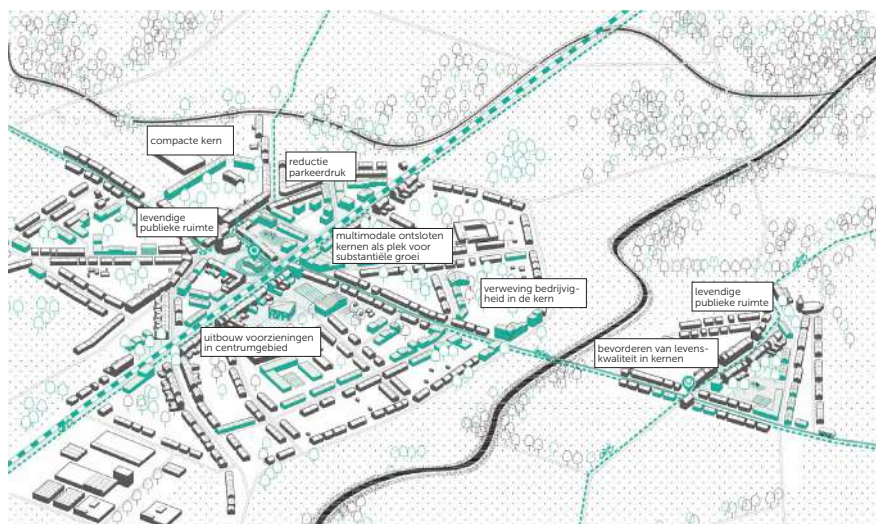 compacte kern
reductie
parkeerdruk
levendige
publieke ruimte
multimodale ontsloten
kernen als plek voor
substantiële groei
verweving bedrijvig-
heid in de kern
levendige
publieke ruimte
uitbouw voorzieningen
in centrumgebied
bevorderen van levens-
kwaliteit in kernen